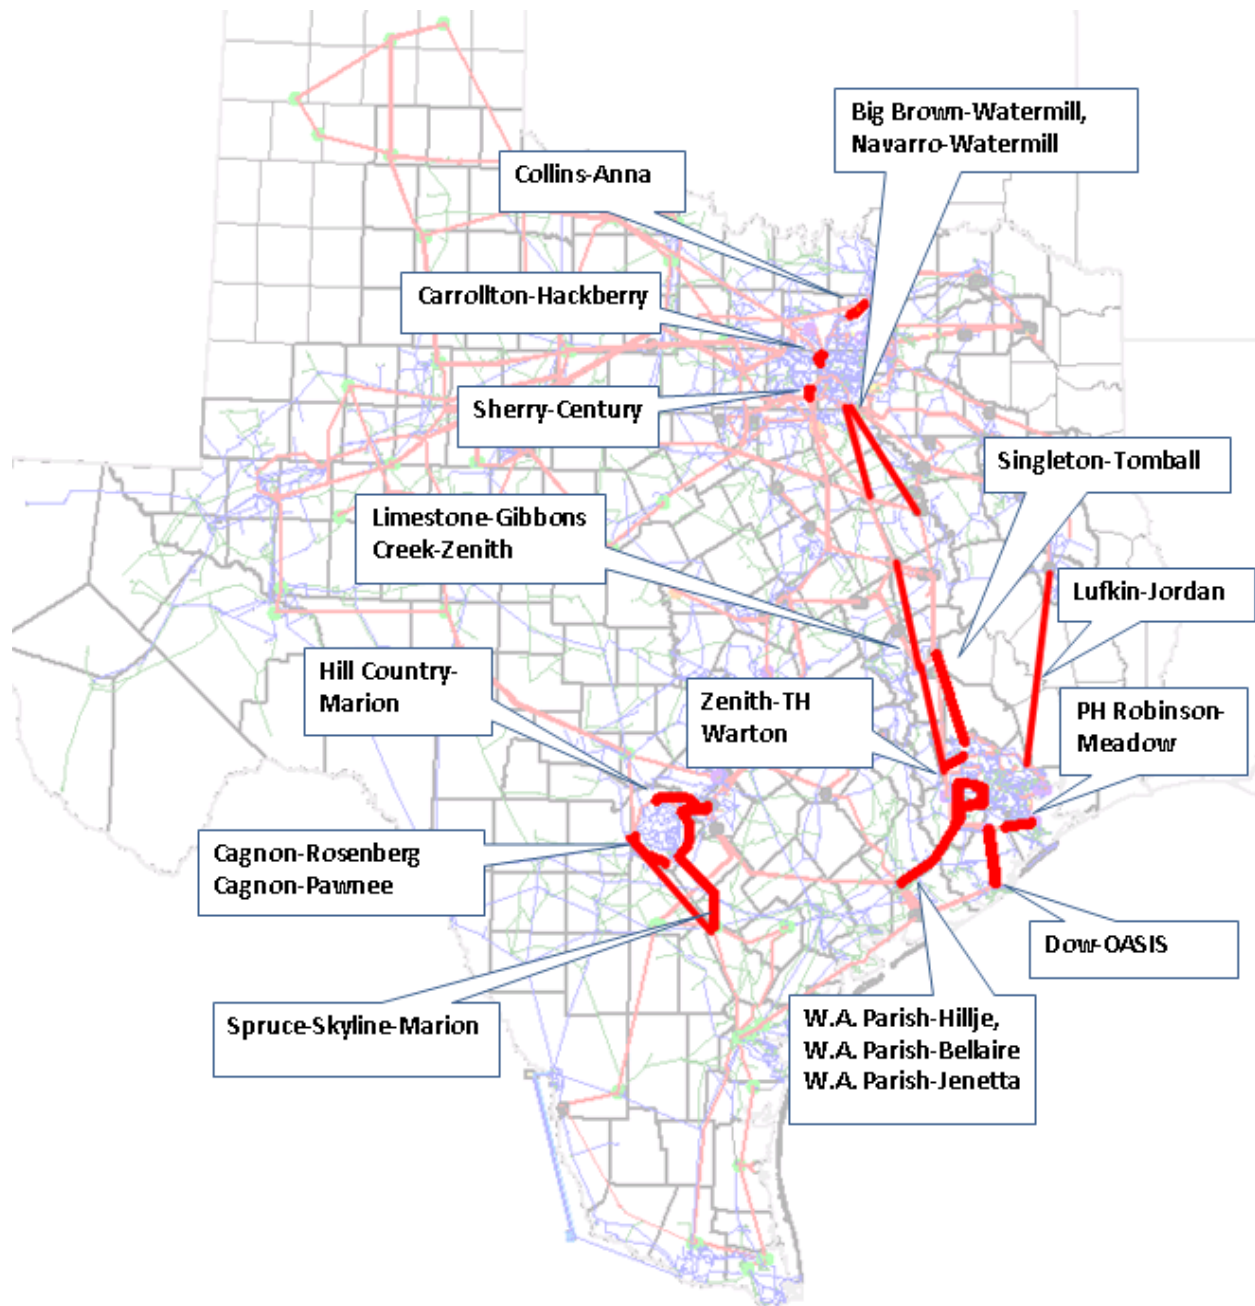 Big Brown-Watermill,
Navarro-Watermill
Collins-Anna
Carrollton-Hackberry
Sherry-Century
Singleton-Tomball
Limestone-Gibbons
Creek-Zenith
Lufkin-Jordan
Hill Country-
Marion
Zenith-TH
Warton
PH Robinson-
Meadow
Cagnon-Rosenberg
Cagnon-Pawnee
Dow-OASIS
Spruce-Skyline-Marion
W.A. Parish-Hillje,
W.A. Parish-Bellaire
W.A. Parish-Jenetta